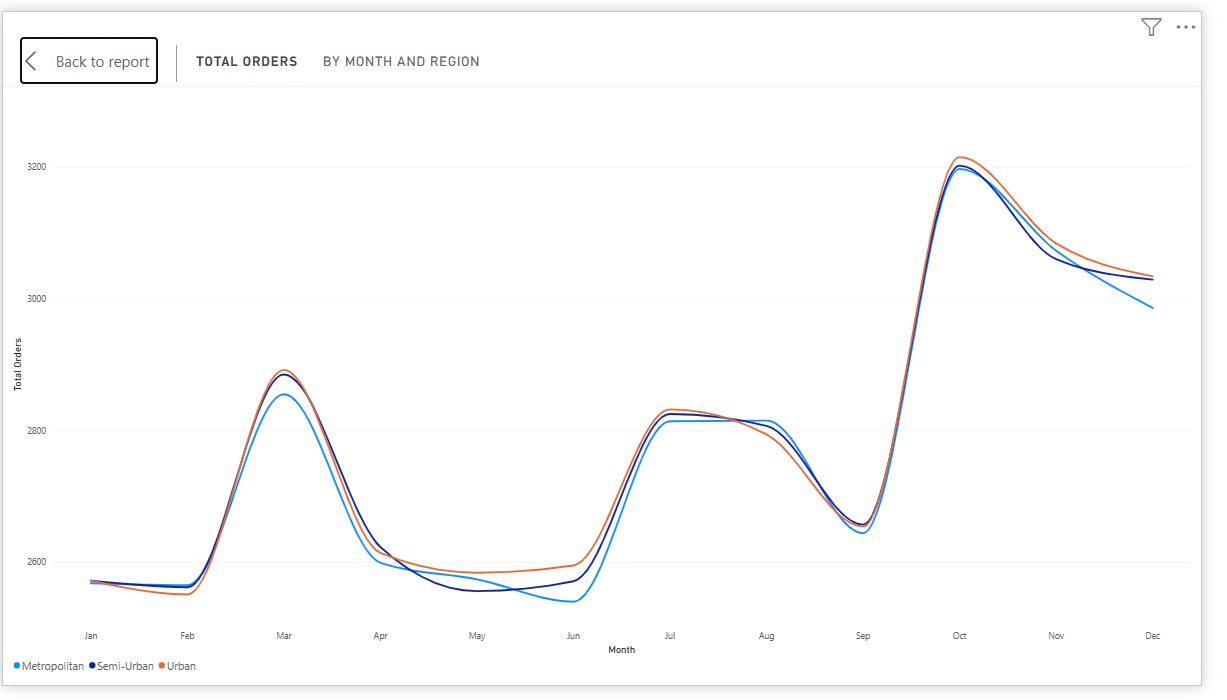 Back to report
TOTAL ORDERS BY MONTH AND REGION
3200
3000
2800
2600
Total Orders
Jan Feb Mar Apr May Jun Jul Aug Sep Oct Nov Dec
Month
Metropolitan Semi-Urban Urban